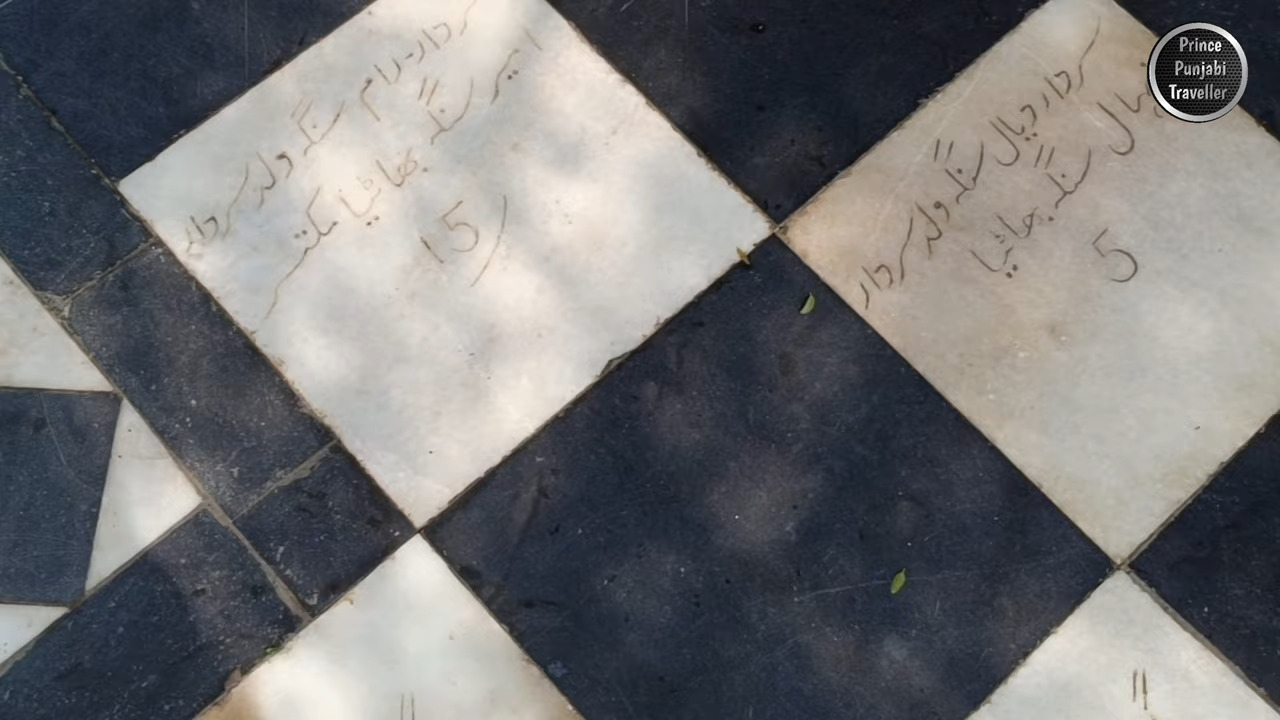 سردار رام سنگھ ولد سردار
امیر سنگھ بھاٹیا مکتسر
15/
سردار دیال سنگھ ولد سردار
سنگھ بھاٹیا
5
Prince
Punjabi
Traveller